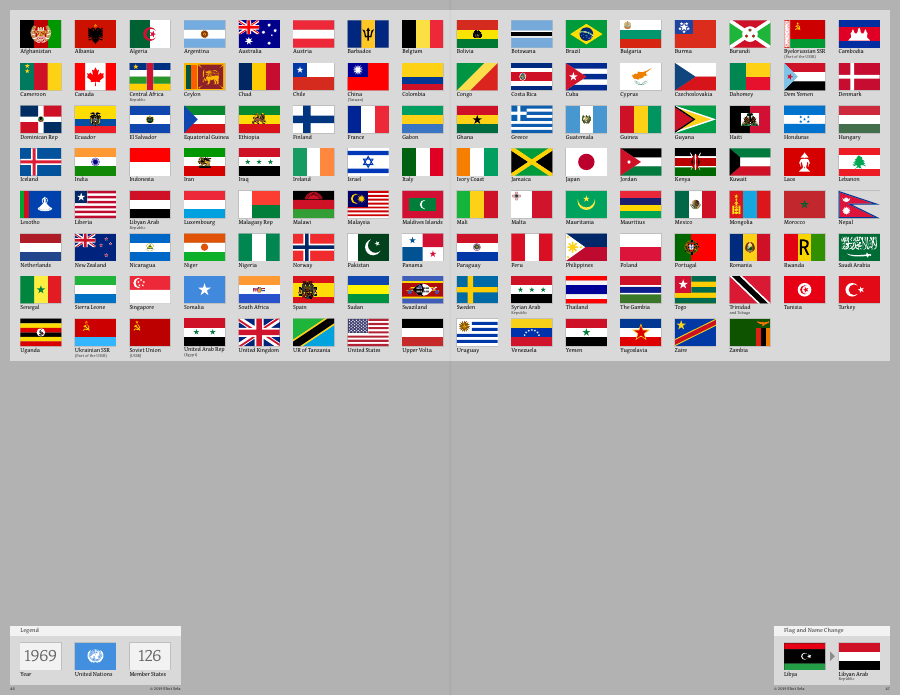 Afghanistan
Albania
Algeria
Argentina
Australia
Austria
Barbados
Belgium
Bolivia
Botswana
Brazil
Bulgaria
Burma
Burundi
Byelorussian SSR
(Part of the USSR)
Cambodia
Cameroon
Canada
Central Africa
Republic
Ceylon
Chad
Chile
China
(Taiwan)
Colombia
Congo
Costa Rica
Cuba
Cyprus
Czechoslovakia
Dahomey
Dem Yemen
Denmark
Dominican Rep
Ecuador
El Salvador
Equatorial Guinea
Ethiopia
Finland
France
Gabon
Ghana
Greece
Guatemala
Guinea
Guyana
Haiti
Honduras
Hungary
Iceland
India
Indonesia
Iran
Iraq
Ireland
Israel
Italy
Ivory Coast
Jamaica
Japan
Jordan
Kenya
Kuwait
Laos
Lebanon
Lesotho
Liberia
Libyan Arab
Republic
Luxembourg
Malagasy Rep
Malawi
Malaysia
Maldives Islands
Mali
Malta
Mauritania
Mauritius
Mexico
Mongolia
Morocco
Nepal
Netherlands
New Zealand
Nicaragua
Niger
Nigeria
Norway
Pakistan
Panama
Paraguay
Peru
Philippines
Poland
Portugal
Romania
R
Rwanda
Saudi Arabia
Senegal
Sierra Leone
Singapore
Somalia
South Africa
Spain
Sudan
Swaziland
Sweden
Syrian Arab
Republic
Thailand
The Gambia
Togo
Trinidad
and Tobago
Tunisia
Turkey
Uganda
Ukranian SSR
(Part of the USSR)
Soviet Union
(USSR)
United Arab Rep
(Egypt)
United Kingdom
UR of Tanzania
United States
Upper Volta
Uruguay
Venezuela
Yemen
Yugoslavia
Zaire
Zambia
Legend
1969
Year
United Nations
126
Member States
Flag and Name Change
Libya
Libyan Arab
Republic